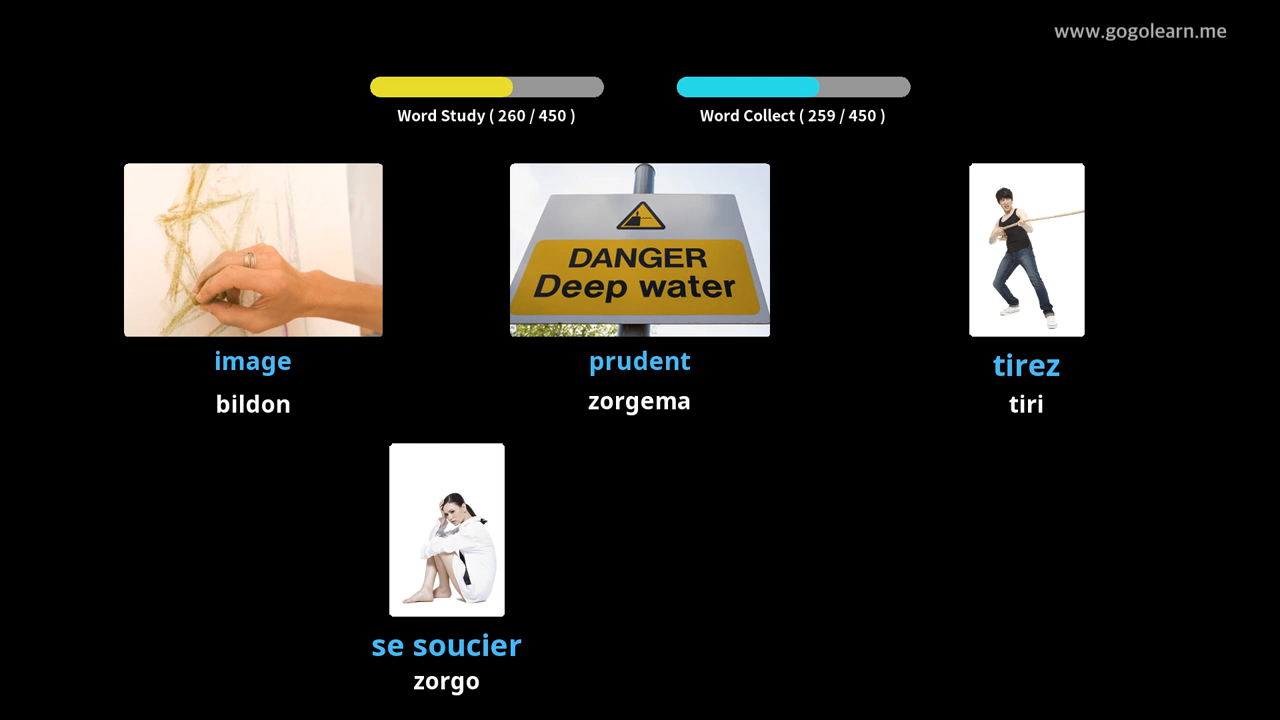 www.gogolearn.me
Word Study ( 260 / 450 )
Word Collect ( 259 / 450 )
DANGER
Deep water
image
prudent
tirez
bildon
zorgema
tiri
se soucier
zorgo